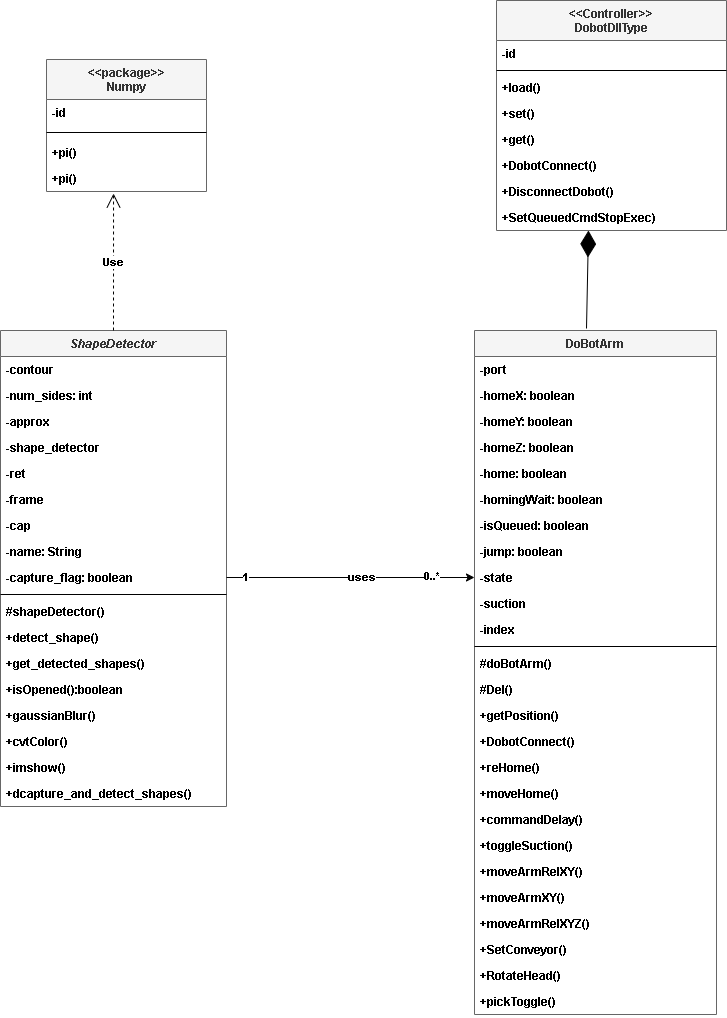 <<Controller>>
DobotDllType
-id
+load()
+set()
+get()
+DobotConnect()
+DisconnectDobot()
+SetQueuedCmdStopExec)
<<package>>
Numpy
-id
+pi()
+pi()
Use
ShapeDetector
-contour
-num_sides: int
-approx
-shape_detector
-ret
-frame
-cap
-name: String
-capture_flag: boolean
#shapeDetector()
+detect_shape()
+get_detected_shapes()
+isOpened():boolean
+gaussianBlur()
+cvtColor()
+imshow()
+dcapture_and_detect_shapes()
1
uses
0..*
DoBotArm
-port
-homeX: boolean
-homeY: boolean
-homeZ: boolean
-home: boolean
-homingWait: boolean
-isQueued: boolean
-jump: boolean
-state
-suction
-index
#doBotArm()
#Del()
+getPosition()
+DobotConnect()
+reHome()
+moveHome()
+commandDelay()
+toggleSuction()
+moveArmRelXY()
+moveArmXY()
+moveArmRelXYZ()
+SetConveyor()
+RotateHead()
+pickToggle()